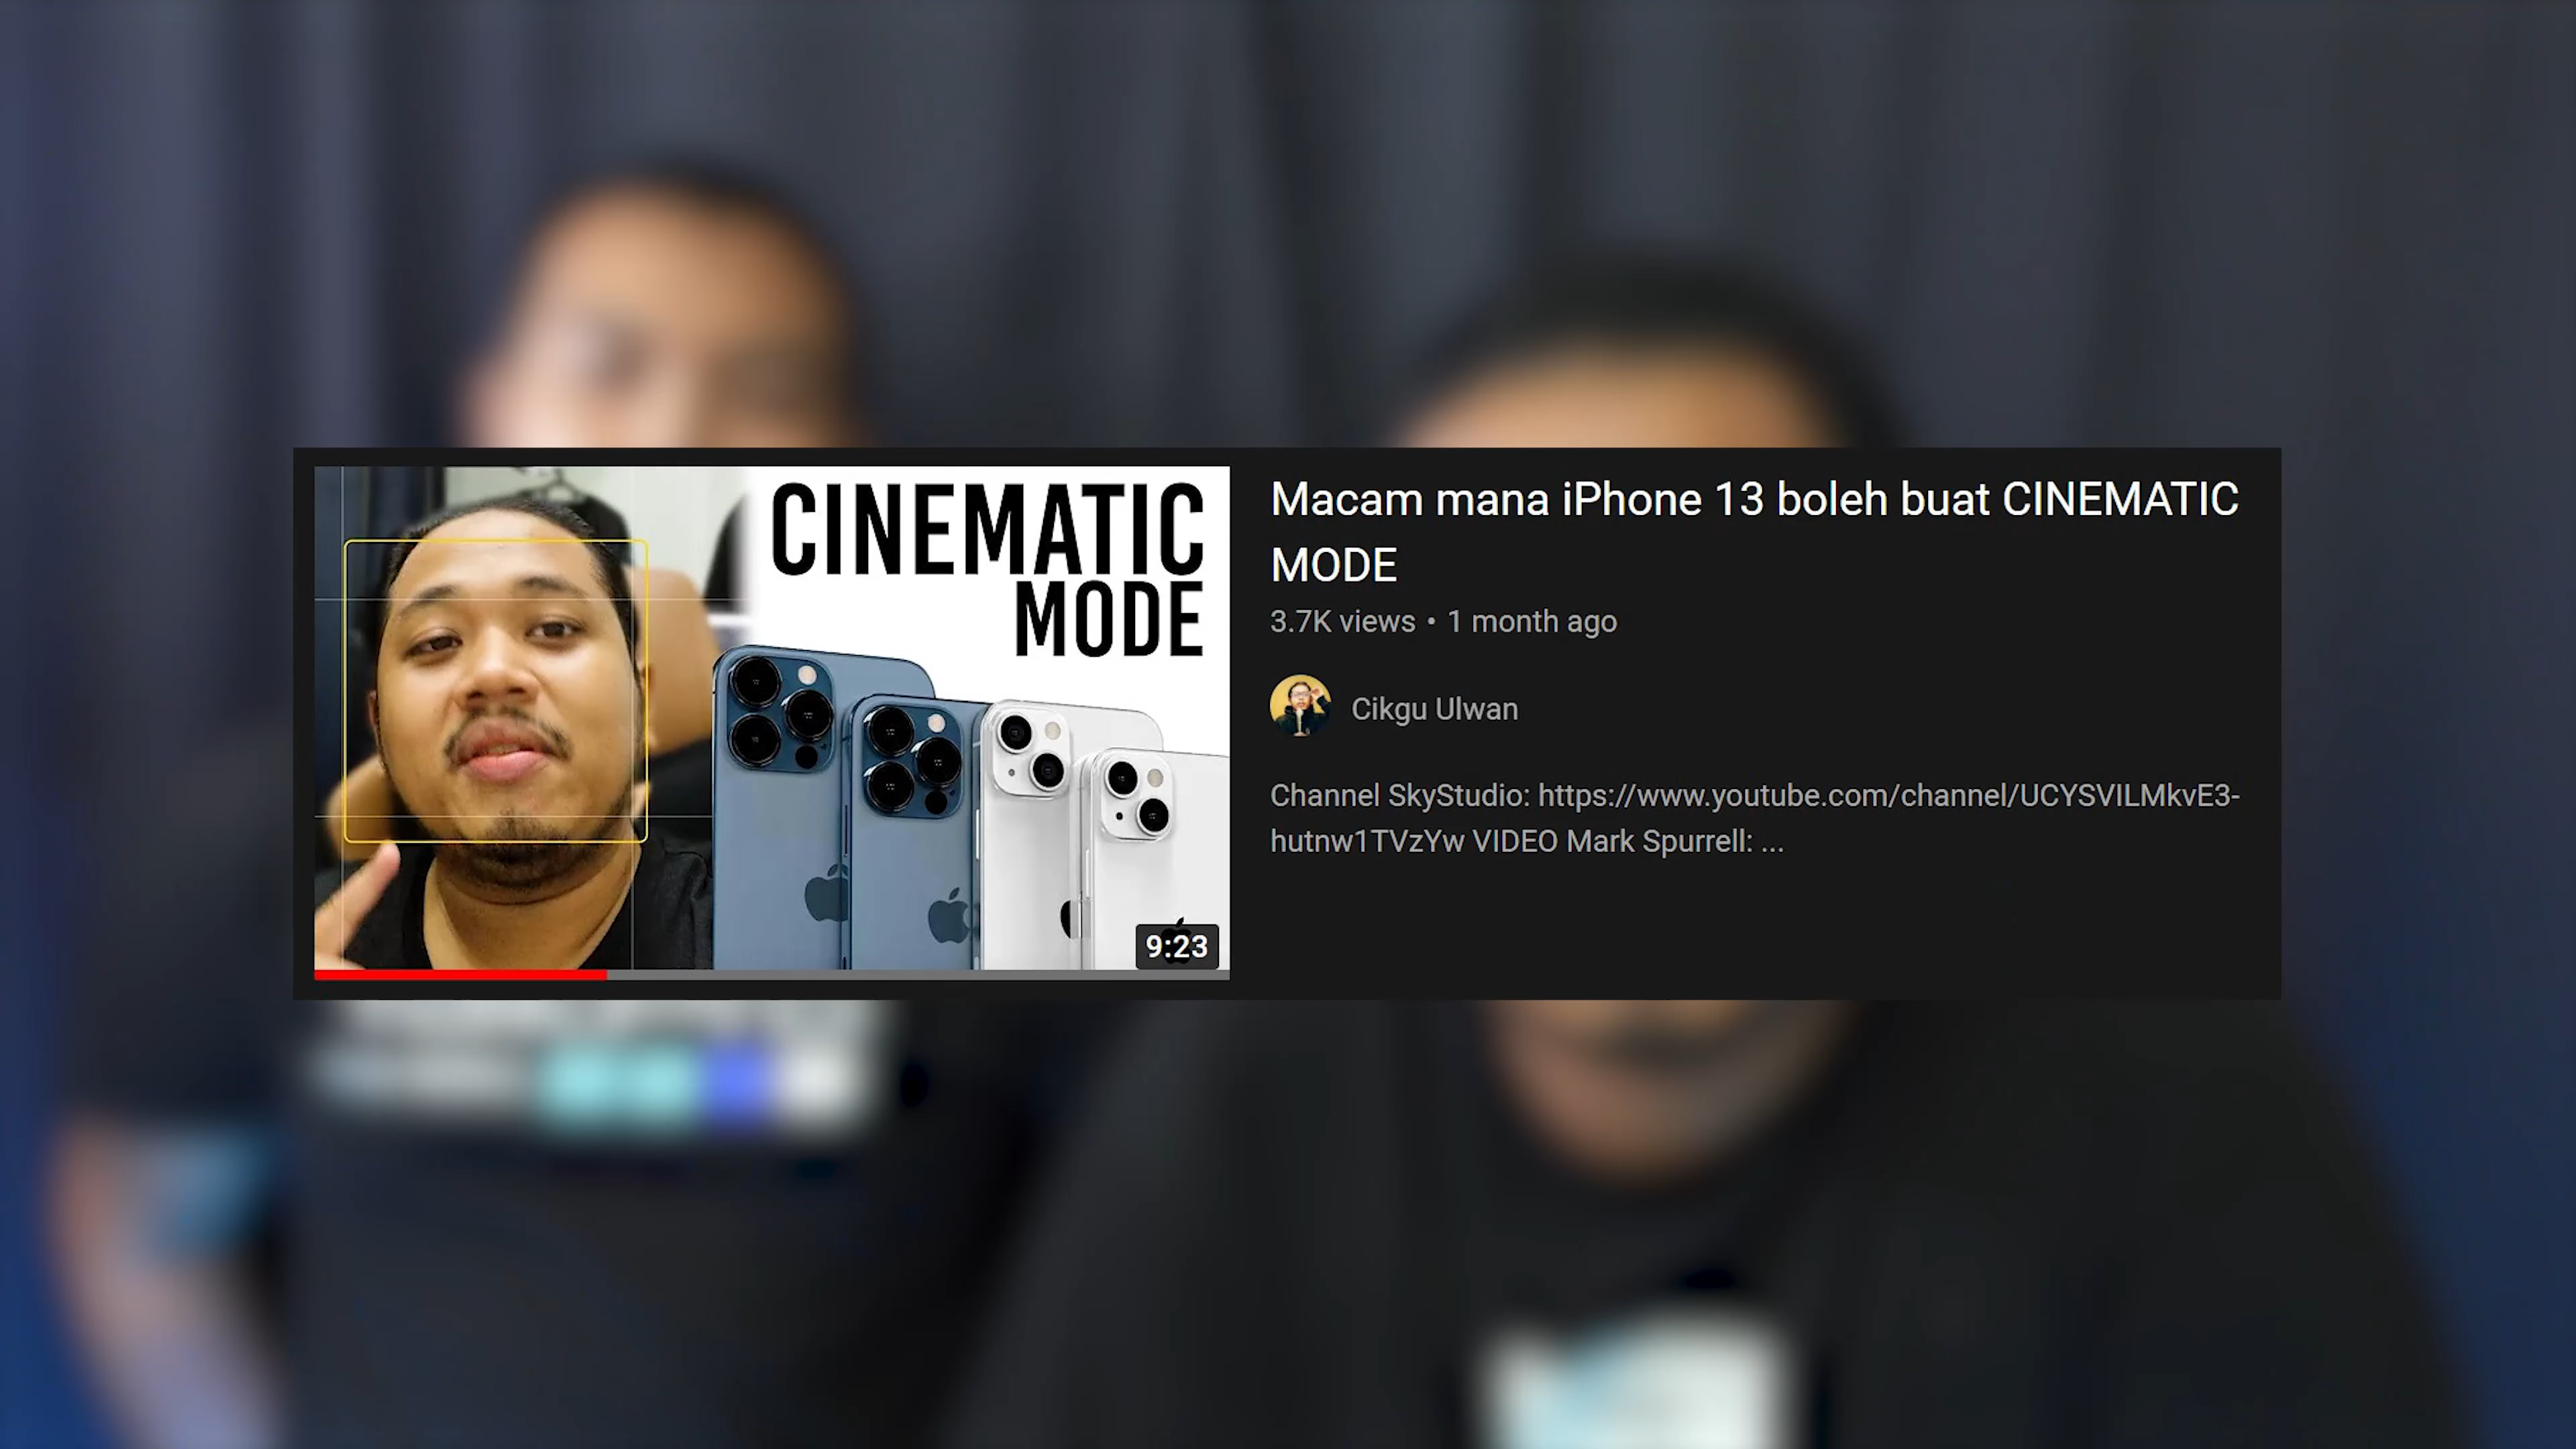 CINEMATIC
MODE
9:23
Macam mana iPhone 13 boleh buat CINEMATIC
MODE
3.7K views • 1 month ago
Cikgu Ulwan
Channel SkyStudio: https://www.youtube.com/channel/UCYSVILMkvE3-
hutnw1TVzYw VIDEO Mark Spurrell: ...